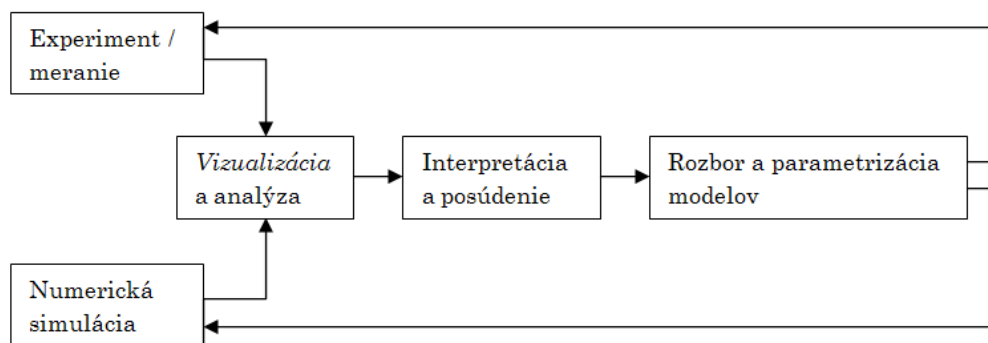 Experiment /
meranie
Vizualizácia
a analýza
Interpretácia
a posúdenie
Rozbor a parametrizácia
modelov
Numerická
simulácia